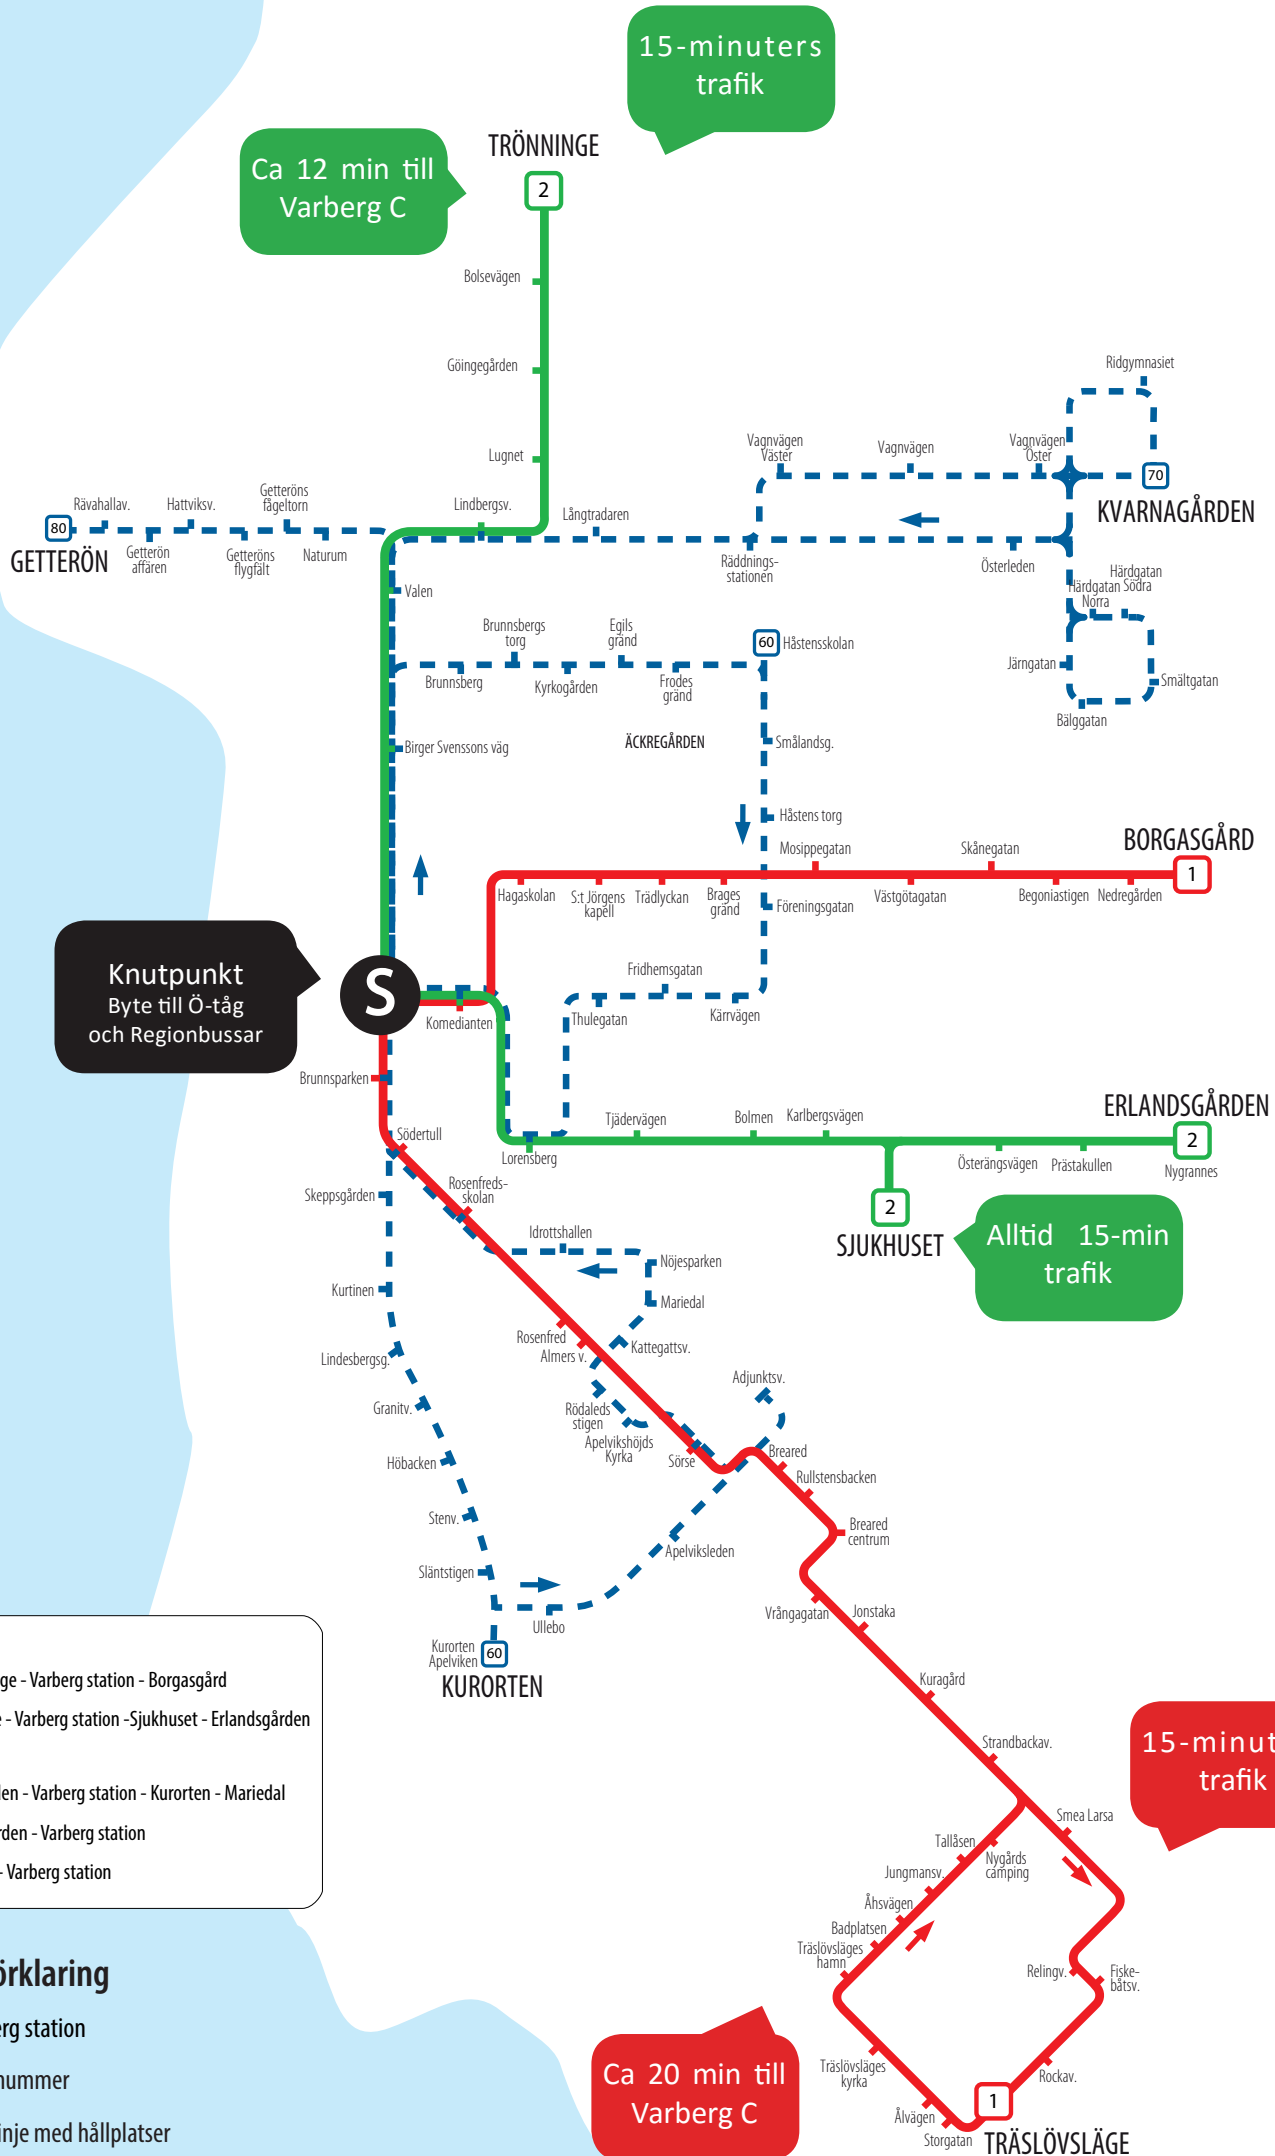 15-minuters
trafik
Ca 12 min till
Varberg C
TRÖNNINGE
2
Bolsevägen
Göingegården
Lugnet
Lindbergsv.
Långtradaren
Ridgymnasiet
Vagnvägen
Väster
Vagnvägen
Vagnvägen
Öster
70
KVARNAGÅRDEN
Rävahallav.
Hattviksv.
Getteröns
fågeltorn
80
GETTERÖN
Getterön
affären
Getteröns
flygfält
Naturum
Räddnings-
stationen
Österleden
Härdgatan
Södra
Härdgatan
Norra
Järngatan
Smältgatan
Bälggatan
Valen
Brunnsbergs
torg
Egils
gränd
60
Håstensskolan
Brunnsberg
Kyrkogården
Frodes
gränd
ÄCKREGÅRDEN
Smålandsg.
Birger Svenssons väg
Håstens torg
Mosippegatan
Skånegatan
BORGASGÅRD
1
Hagaskolan
S:t Jörgens
kapell
Trädlyckan
Brages
gränd
Föreningsgatan
Västgötagatan
Begoniastigen
Nedregården
Knutpunkt
Byte till Ö-tåg
och Regionbussar
S
Komedianten
Fridhemsgatan
Thulegatan
Kärrvägen
Brunnsparken
Södertull
Lorensberg
Tjädervägen
Bolmen
Karlbergsvägen
ERLANDSGÅRDEN
2
Nygrannes
Österängsvägen
Prästakullen
2
SJUKHUSET
Alltid 15-min
trafik
Skeppsgården
Rosenfreds-
skolan
Idrottshallen
Nöjesparken
Kurtinen
Mariedal
Rosenfred
Almers v.
Kattegattsv.
Lindesbergsg.
Adjunktsv.
Granitv.
Rödaleds
stigen
Apelvikshöjds
Kyrka
Sörse
Breared
Rullstensbacken
Höbacken
Stenv.
Breared
centrum
Släntstigen
Apelviksleden
Ullebo
Vrångagatan
Jonstaka
Kurorten
Apelviken
60
KURORTEN
Kuragård
Strandbackav.
15-minut
trafik
Smea Larsa
Tallåsen
Nygårds
camping
Jungmansv.
Åhsvägen
Badplatsen
Träslövsläges
hamn
Relingv.
Fiske-
båtsv.
Träslövsläges
kyrka
Rockav.
Ålvägen
Storgatan
1
TRÄSLÖVSLÄGE
Ca 20 min till
Varberg C
ge - Varberg station - Borgasgård
e - Varberg station -Sjukhuset - Erlandsgården
len - Varberg station - Kurorten - Mariedal
rden - Varberg station
- Varberg station
örklaring
erg station
nummer
inje med hållplatser